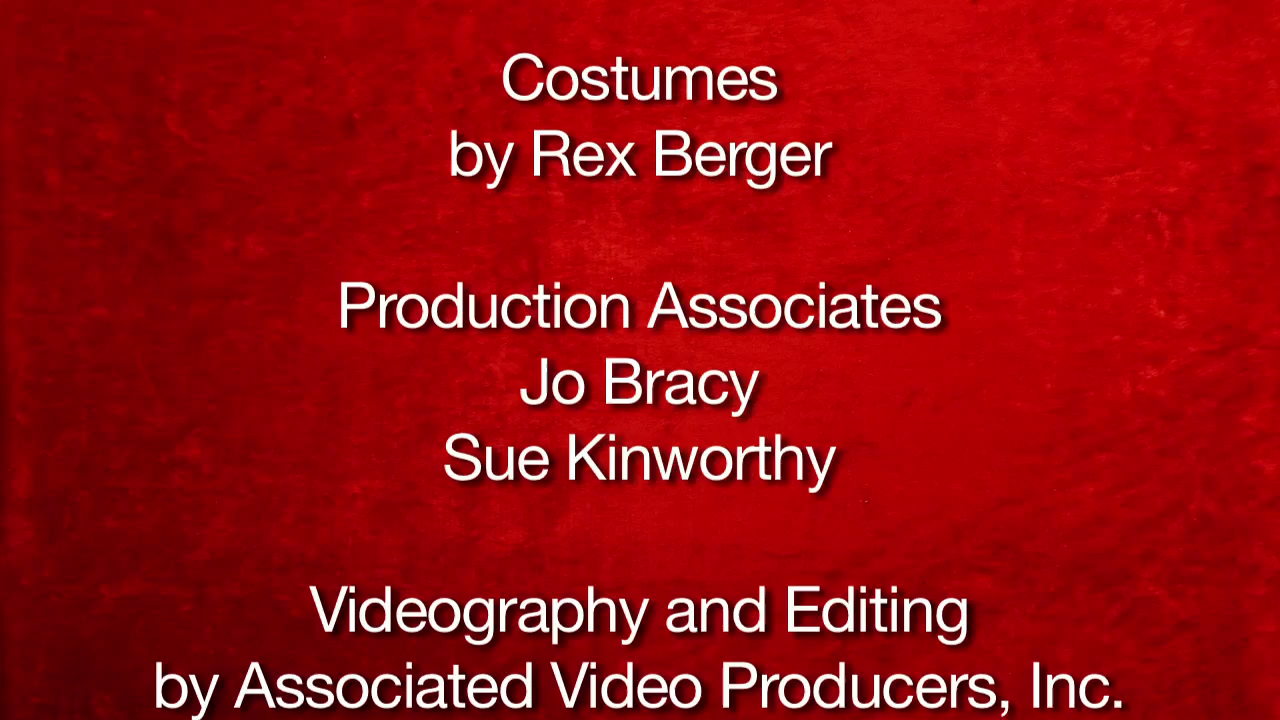 Costumes
by Rex Berger
Production Associates
Jo Bracy
Sue Kinworthy
Videography and Editing
by Associated Video Producers, Inc.